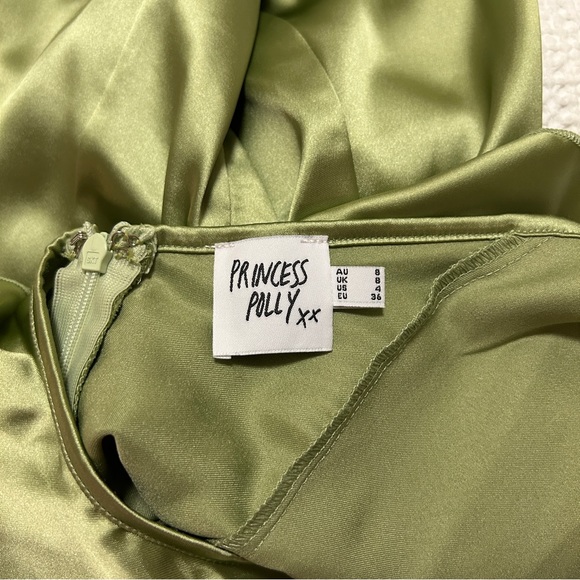 PRINCESS
POLLY xx
AU 8
UK 8
US 4
EU 36